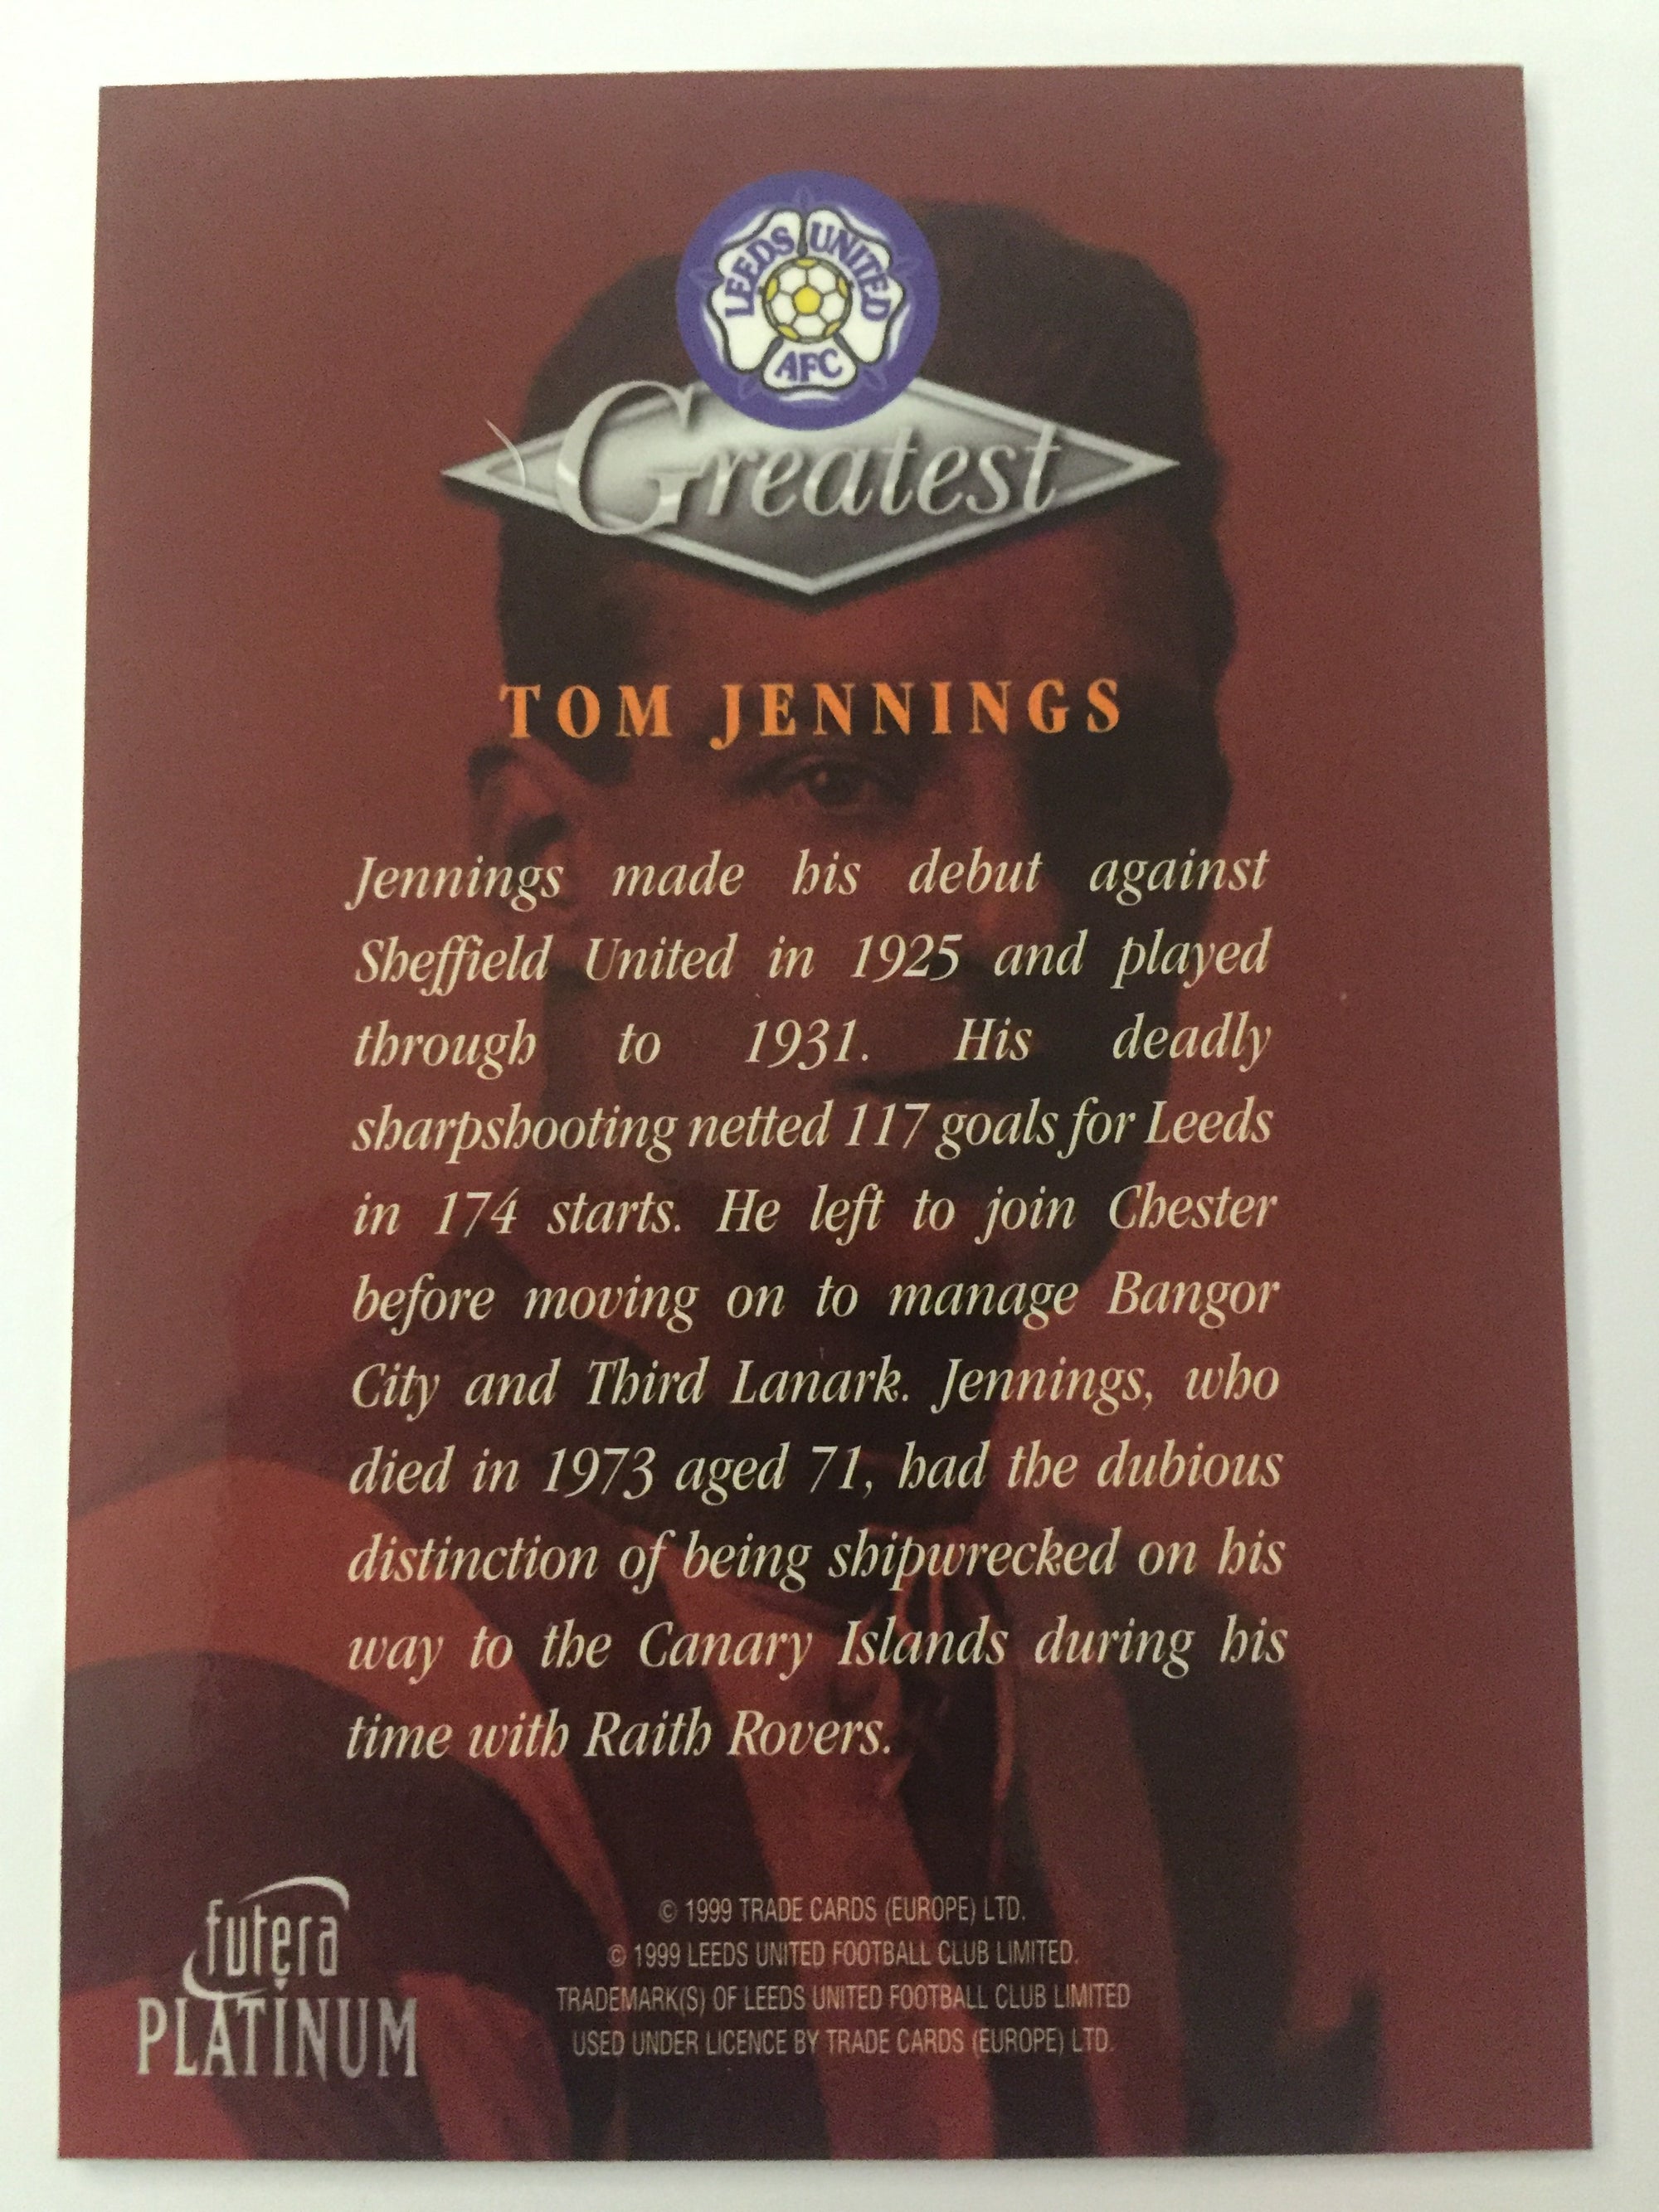 LEEDS UNITED
AFC
Greatest
TOM JENNINGS
Jennings made his debut against
Sheffield United in 1925 and played
through to 1931. His deadly
sharpshooting netted 117 goals for Leeds
in 174 starts. He left to join Chester
before moving on to manage Bangor
City and Third Lanark. Jennings, who
died in 1973 aged 71, had the dubious
distinction of being shipwrecked on his
way to the Canary Islands during his
time with Raith Rovers.
futera
PLATINUM
© 1999 TRADE CARDS (EUROPE) LTD.
© 1999 LEEDS UNITED FOOTBALL CLUB LIMITED.
TRADEMARK(S) OF LEEDS UNITED FOOTBALL CLUB LIMITED
USED UNDER LICENCE BY TRADE CARDS (EUROPE) LTD.